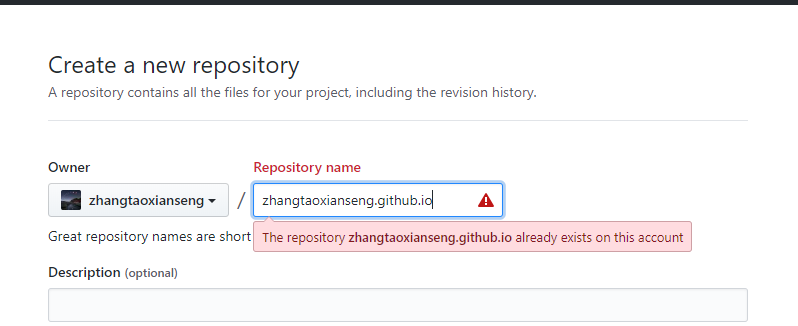 Create a new repository
A repository contains all the files for your project, including the revision history.
Owner
Repository name
zhangtaoxianseng / zhangtaoxianseng.github.io
Great repository names are short
The repository zhangtaoxianseng.github.io already exists on this account
Description (optional)